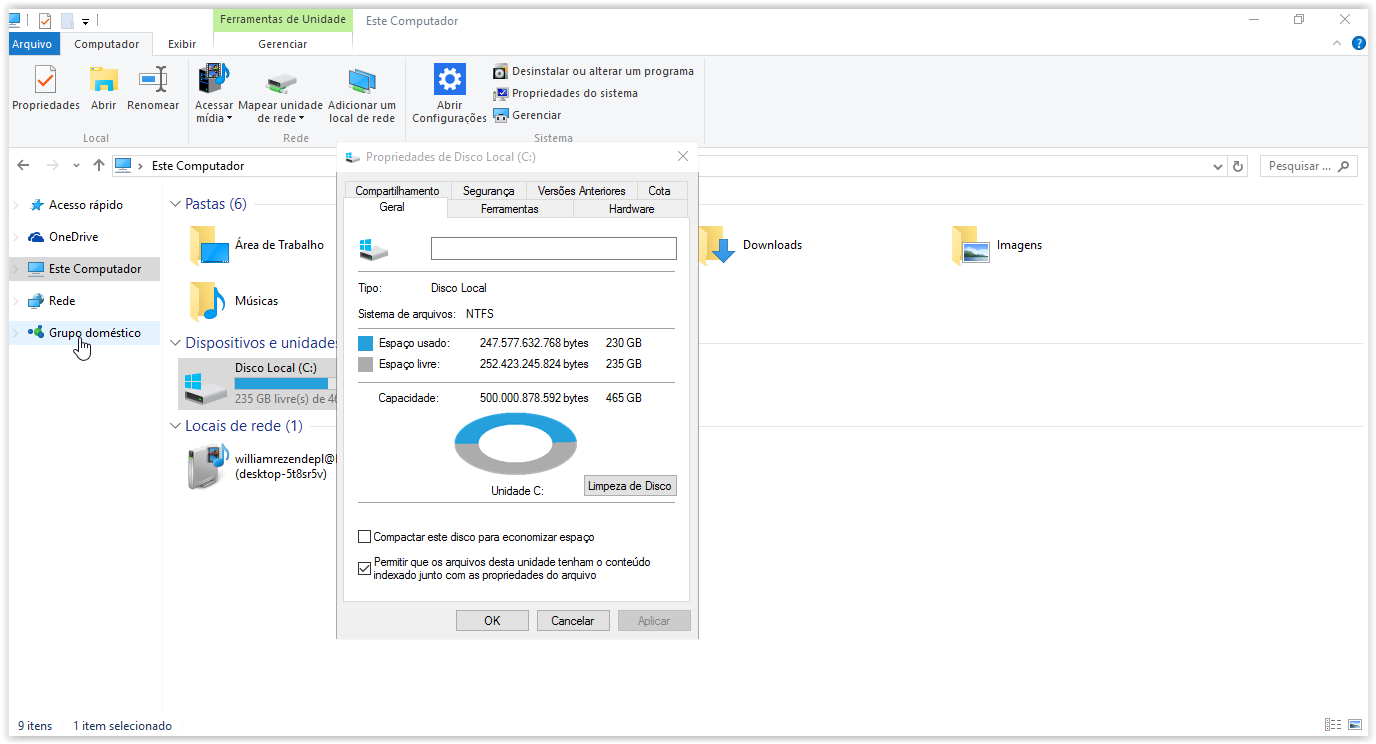 Ferramentas de Unidade
Este Computador
Arquivo
Computador
Exibir
Gerenciar
?
Propriedades
Abrir
Renomear
Acessar
mídia
Mapear unidade
de rede
Adicionar um
local de rede
Abrir
Configurações
Desinstalar ou alterar um programa
Propriedades do sistema
Gerenciar
Local
Rede
Sistema
Este Computador
Pesquisar ...
Acesso rápido
OneDrive
Este Computador
Rede
Grupo doméstico
Pastas (6)
Área de Trabalho
Downloads
Imagens
Músicas
Dispositivos e unidades
Disco Local (C:)
235 GB livre(s) de 46
Locais de rede (1)
williamrezendepl@
(desktop-5t8sr5v)
Propriedades de Disco Local (C:)
Compartilhamento
Segurança
Versões Anteriores
Cota
Geral
Ferramentas
Hardware
Tipo: Disco Local
Sistema de arquivos: NTFS
Espaço usado: 247.577.632.768 bytes 230 GB
Espaço livre: 252.423.245.824 bytes 235 GB
Capacidade: 500.000.878.592 bytes 465 GB
Unidade C:
Limpeza de Disco
Compactar este disco para economizar espaço
Permitir que os arquivos desta unidade tenham o conteúdo
indexado junto com as propriedades do arquivo
OK
Cancelar
Aplicar
9 itens
1 item selecionado